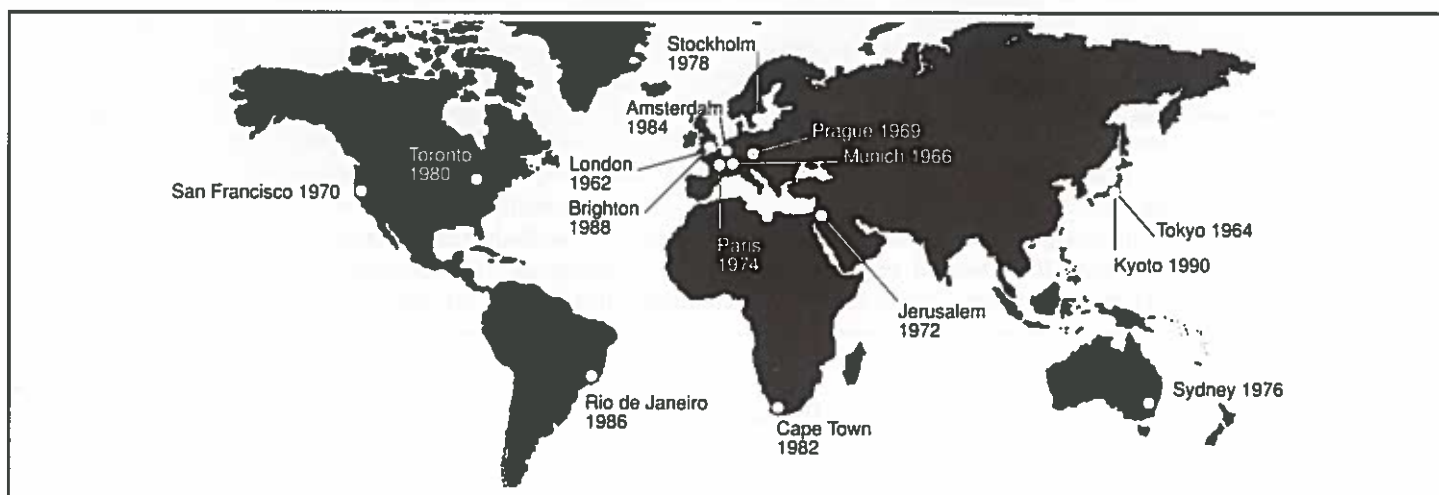 Stockholm
1978
Amsterdam
1984
Prague 1969
Munich 1966
Toronto
1980
London
1962
San Francisco 1970
Brighton
1988
Paris
1974
Tokyo 1964
Kyoto 1990
Jerusalem
1972
Sydney 1976
Rio de Janeiro
1986
Cape Town
1982